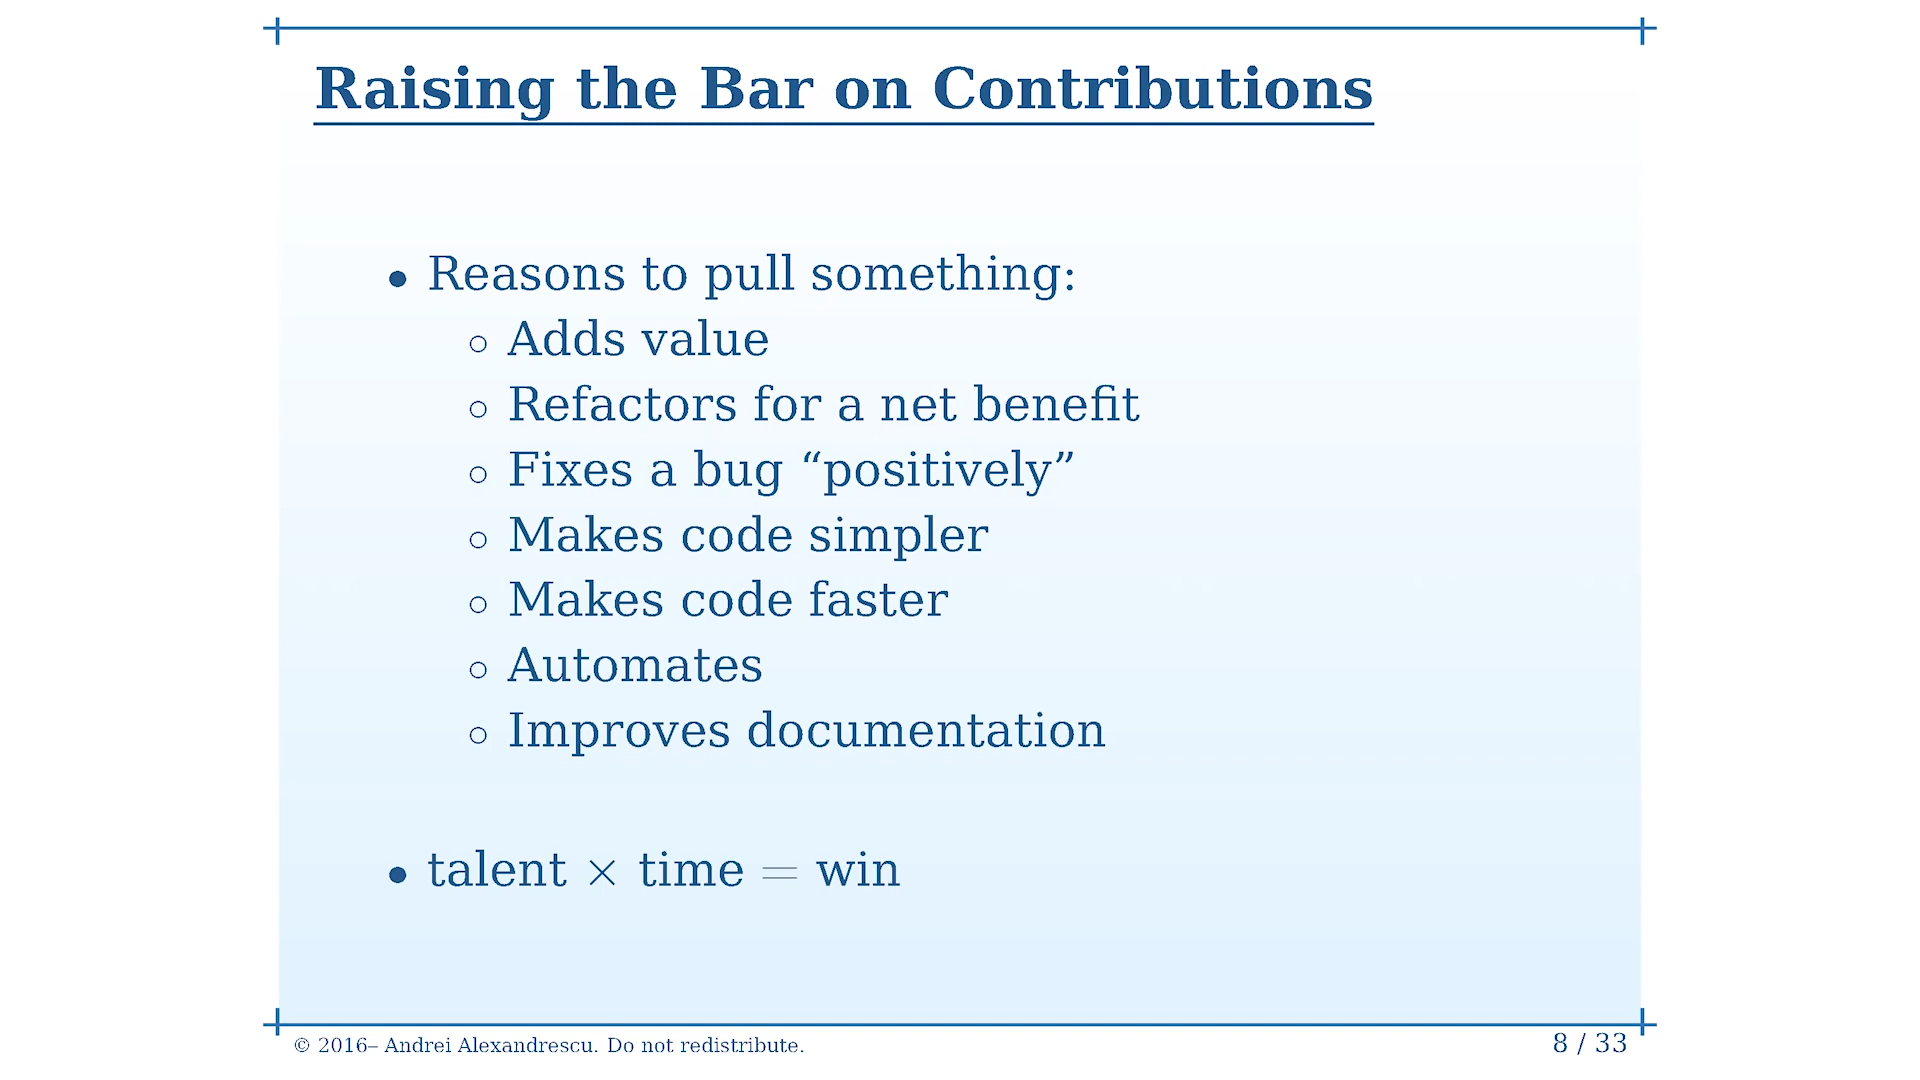 Raising the Bar on Contributions
• Reasons to pull something:
◦ Adds value
◦ Refactors for a net benefit
◦ Fixes a bug “positively”
◦ Makes code simpler
◦ Makes code faster
◦ Automates
◦ Improves documentation
• talent × time = win
© 2016– Andrei Alexandrescu. Do not redistribute.
8 / 33